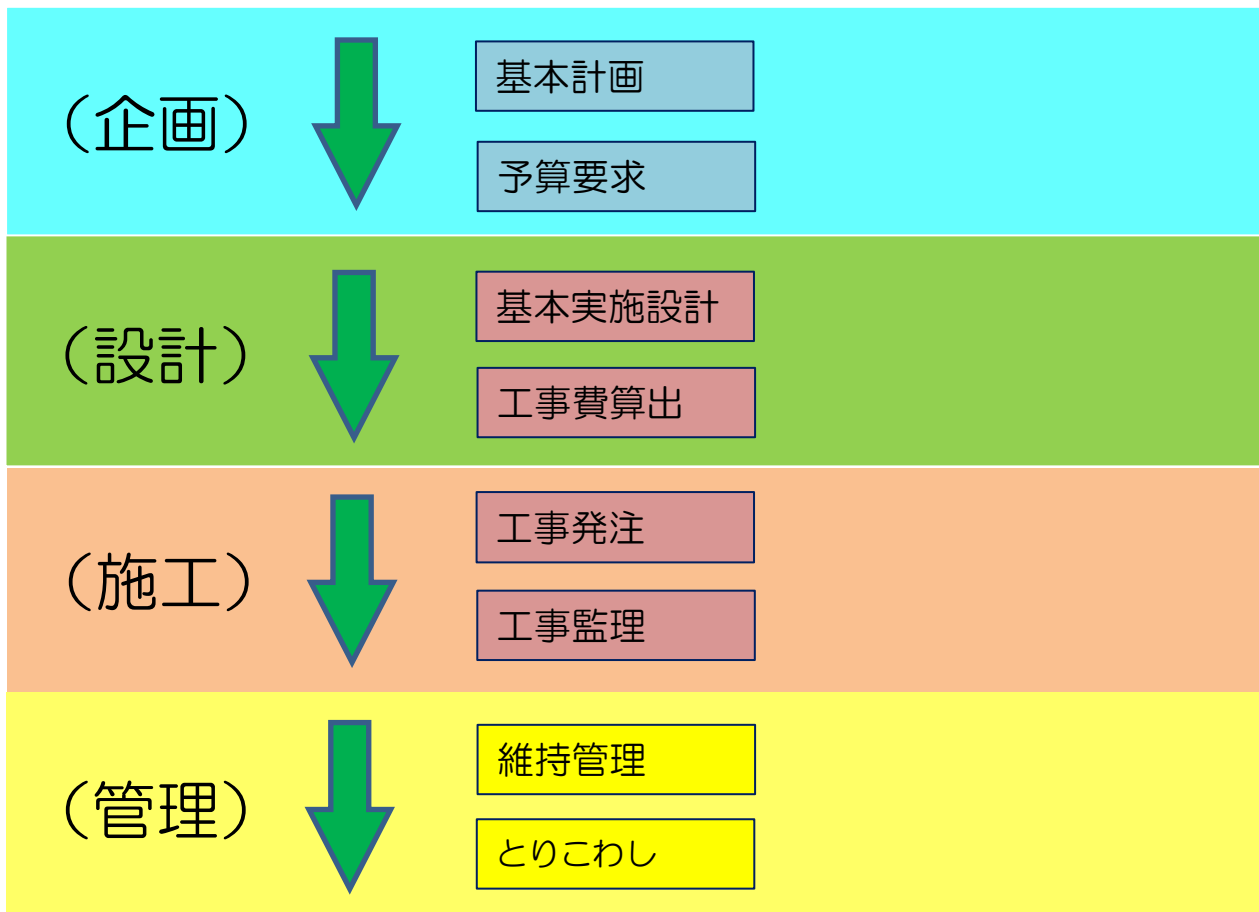 (企画)
基本計画
予算要求
(設計)
基本実施設計
工事費算出
(施工)
工事発注
工事監理
(管理)
維持管理
とりこわし